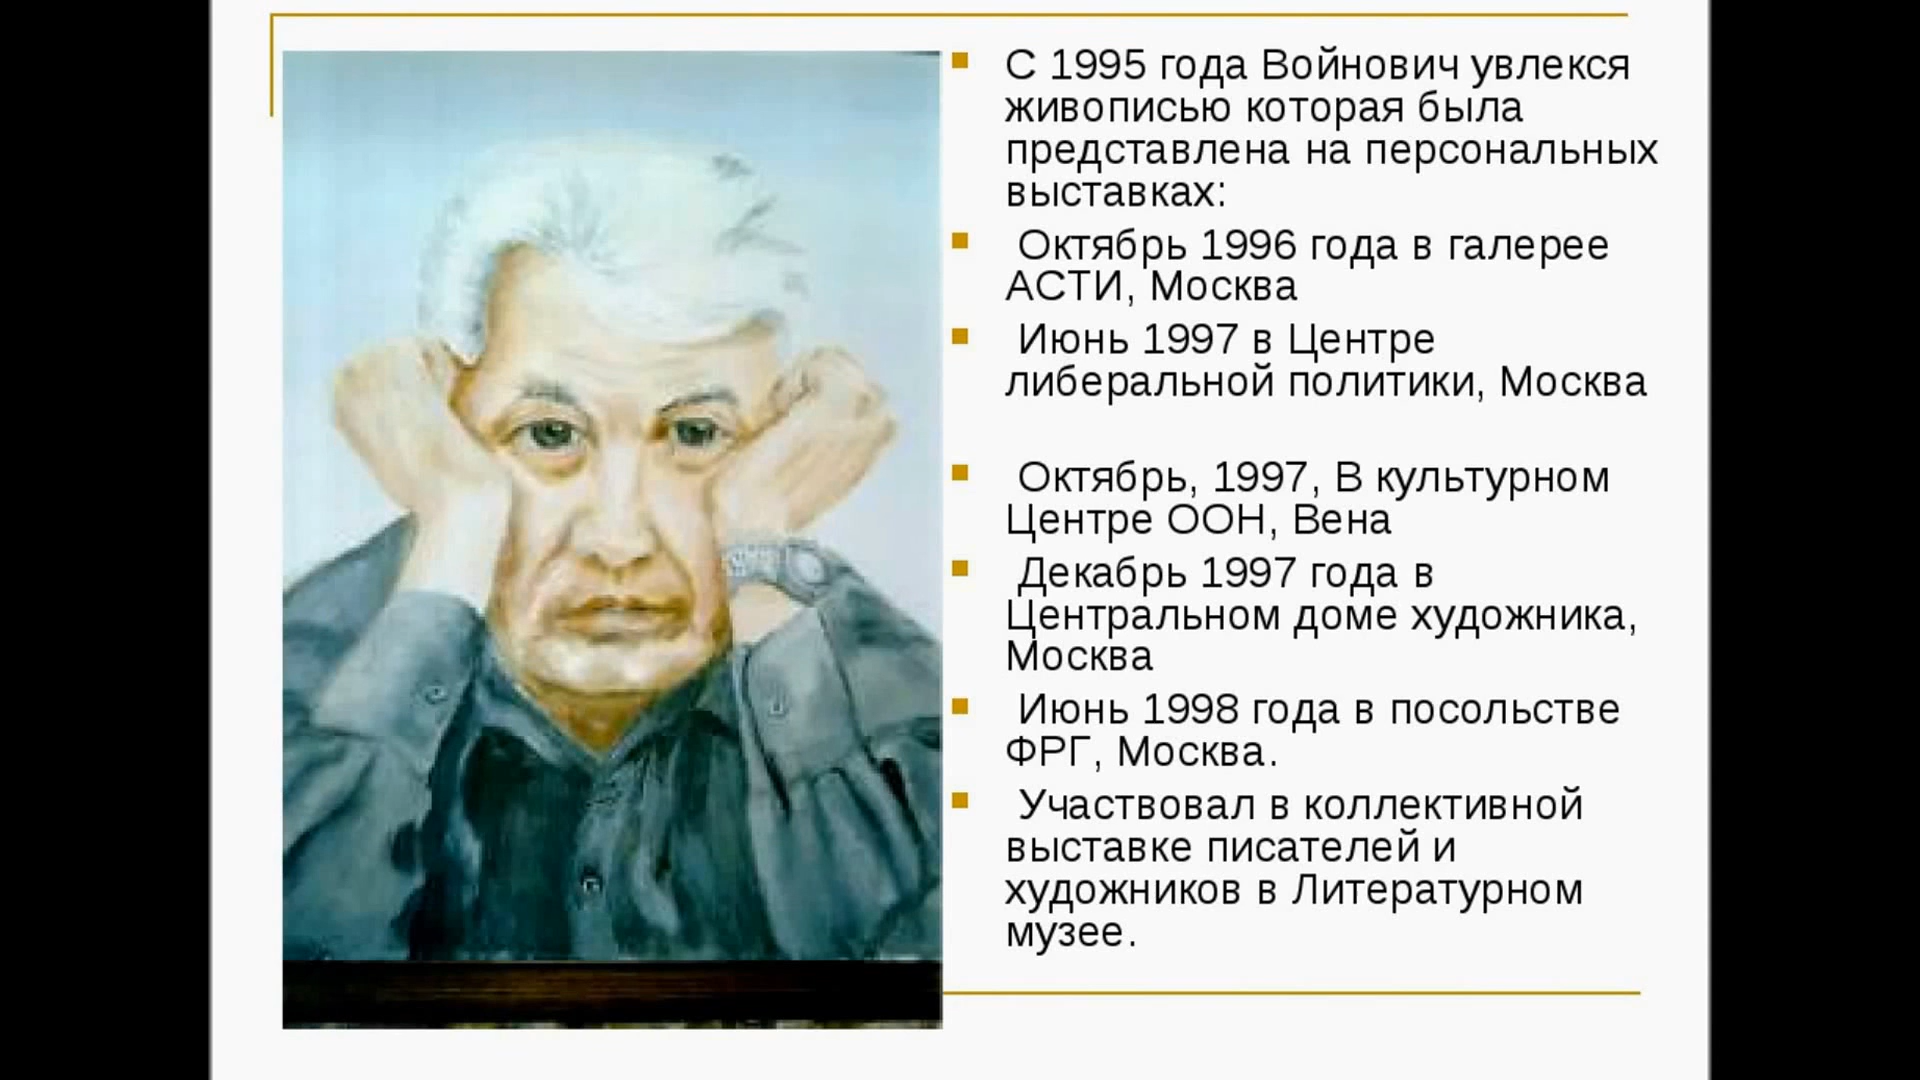 С 1995 года Войнович увлекся
живописью которая была
представлена на персональных
выставках:
Октябрь 1996 года в галерее
АСТИ, Москва
Июнь 1997 в Центре
либеральной политики, Москва
Октябрь, 1997, В культурном
Центре ООН, Вена
Декабрь 1997 года в
Центральном доме художника,
Москва
Июнь 1998 года в посольстве
ФРГ, Москва.
Участвовал в коллективной
выставке писателей и
художников в Литературном
музее.